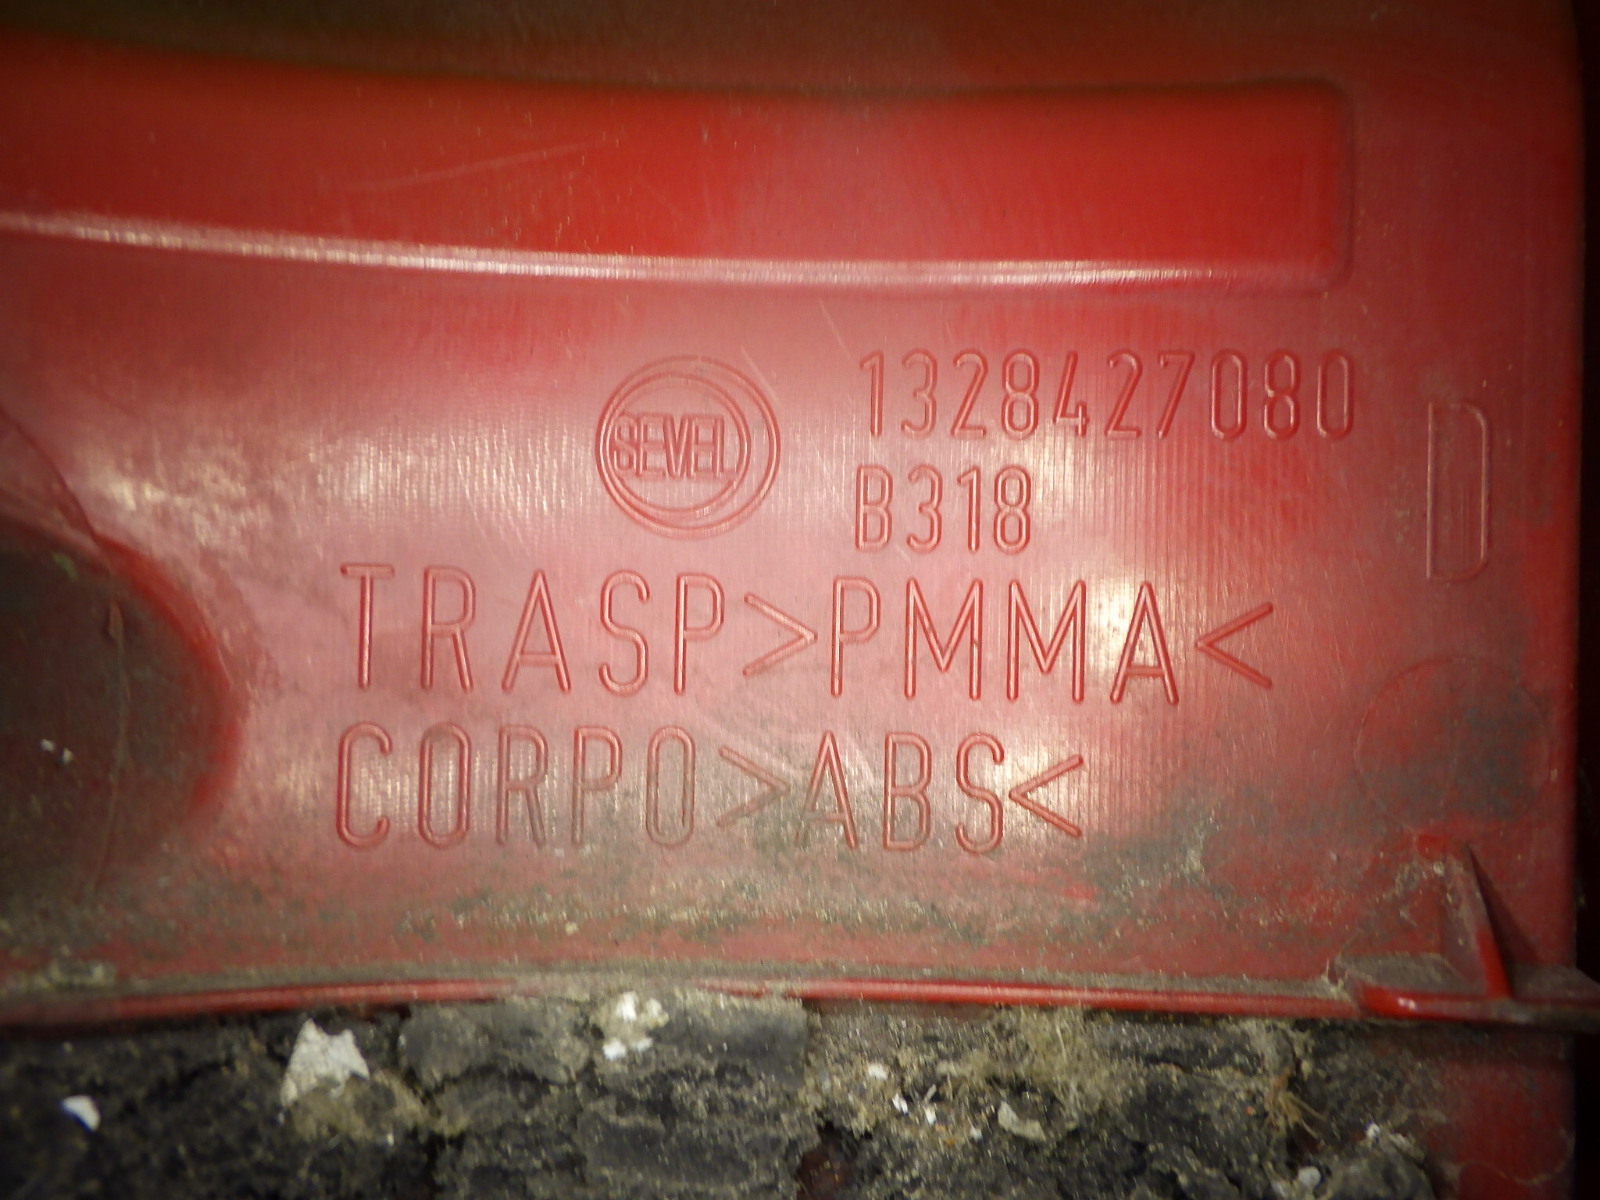 SEVEL
1328427080
B318
D
TRASP>PMMA<
CORPO>ABS<